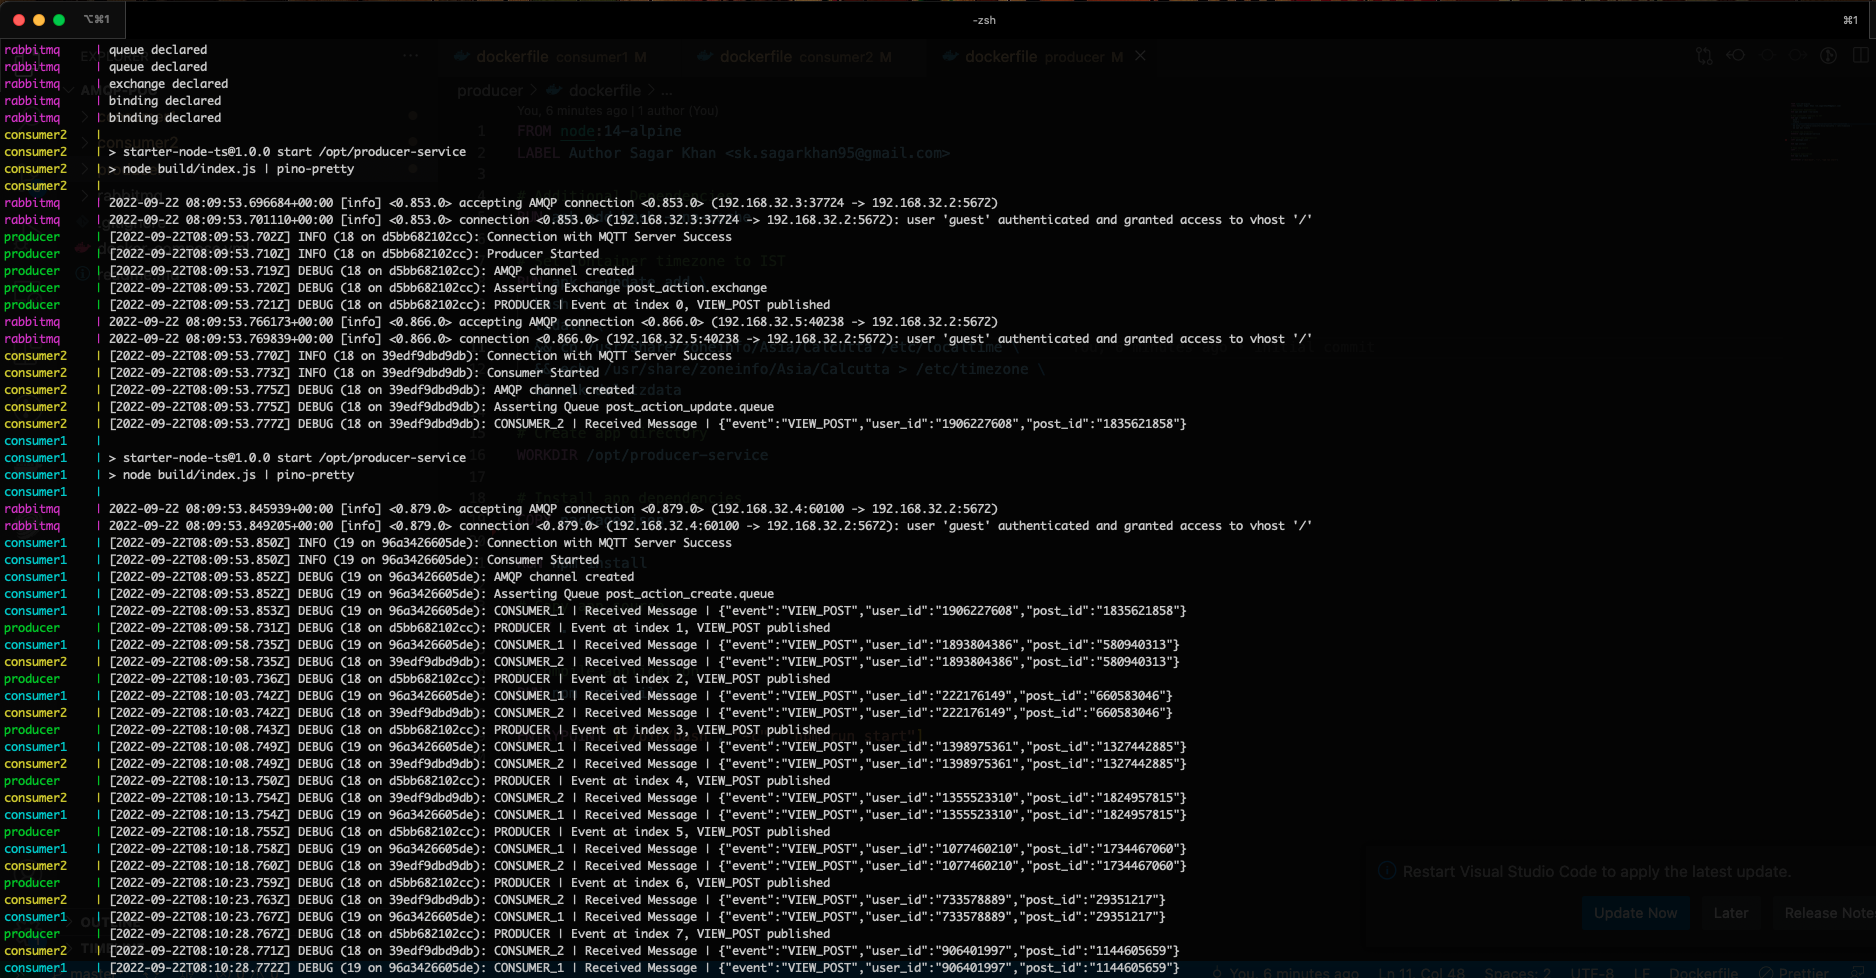 ⌥⌘1
-zsh
⌘1
rabbitmq | queue declared
rabbitmq | queue declared
rabbitmq | exchange declared
rabbitmq | binding declared
rabbitmq | binding declared
consumer2 |
consumer2 | > starter-node-ts@1.0.0 start /opt/producer-service
consumer2 | > node build/index.js | pino-pretty
consumer2 |
rabbitmq | 2022-09-22 08:09:53.696684+00:00 [info] <0.853.0> accepting AMQP connection <0.853.0> (192.168.32.3:37724 -> 192.168.32.2:5672)
rabbitmq | 2022-09-22 08:09:53.701110+00:00 [info] <0.853.0> connection <0.853.0> (192.168.32.3:37724 -> 192.168.32.2:5672): user 'guest' authenticated and granted access to vhost '/'
producer | [2022-09-22T08:09:53.702Z] INFO (18 on d5bb682102cc): Connection with MQTT Server Success
producer | [2022-09-22T08:09:53.710Z] INFO (18 on d5bb682102cc): Producer Started
producer | [2022-09-22T08:09:53.719Z] DEBUG (18 on d5bb682102cc): AMQP channel created
producer | [2022-09-22T08:09:53.720Z] DEBUG (18 on d5bb682102cc): Asserting Exchange post_action.exchange
producer | [2022-09-22T08:09:53.721Z] DEBUG (18 on d5bb682102cc): PRODUCER | Event at index 0, VIEW_POST published
rabbitmq | 2022-09-22 08:09:53.766173+00:00 [info] <0.866.0> accepting AMQP connection <0.866.0> (192.168.32.5:40238 -> 192.168.32.2:5672)
rabbitmq | 2022-09-22 08:09:53.769839+00:00 [info] <0.866.0> connection <0.866.0> (192.168.32.5:40238 -> 192.168.32.2:5672): user 'guest' authenticated and granted access to vhost '/'
consumer2 | [2022-09-22T08:09:53.770Z] INFO (18 on 39edf9dbd9db): Connection with MQTT Server Success
consumer2 | [2022-09-22T08:09:53.773Z] INFO (18 on 39edf9dbd9db): Consumer Started
consumer2 | [2022-09-22T08:09:53.775Z] DEBUG (18 on 39edf9dbd9db): AMQP channel created
consumer2 | [2022-09-22T08:09:53.775Z] DEBUG (18 on 39edf9dbd9db): Asserting Queue post_action_update.queue
consumer2 | [2022-09-22T08:09:53.777Z] DEBUG (18 on 39edf9dbd9db): CONSUMER_2 | Received Message | {"event":"VIEW_POST","user_id":"1906227608","post_id":"1835621858"}
consumer1 |
consumer1 | > starter-node-ts@1.0.0 start /opt/producer-service
consumer1 | > node build/index.js | pino-pretty
consumer1 |
rabbitmq | 2022-09-22 08:09:53.845939+00:00 [info] <0.879.0> accepting AMQP connection <0.879.0> (192.168.32.4:60100 -> 192.168.32.2:5672)
rabbitmq | 2022-09-22 08:09:53.849205+00:00 [info] <0.879.0> connection <0.879.0> (192.168.32.4:60100 -> 192.168.32.2:5672): user 'guest' authenticated and granted access to vhost '/'
consumer1 | [2022-09-22T08:09:53.850Z] INFO (19 on 96a3426605de): Connection with MQTT Server Success
consumer1 | [2022-09-22T08:09:53.850Z] INFO (19 on 96a3426605de): Consumer Started
consumer1 | [2022-09-22T08:09:53.852Z] DEBUG (19 on 96a3426605de): AMQP channel created
consumer1 | [2022-09-22T08:09:53.852Z] DEBUG (19 on 96a3426605de): Asserting Queue post_action_create.queue
consumer1 | [2022-09-22T08:09:53.853Z] DEBUG (19 on 96a3426605de): CONSUMER_1 | Received Message | {"event":"VIEW_POST","user_id":"1906227608","post_id":"1835621858"}
producer | [2022-09-22T08:09:58.731Z] DEBUG (18 on d5bb682102cc): PRODUCER | Event at index 1, VIEW_POST published
consumer1 | [2022-09-22T08:09:58.735Z] DEBUG (19 on 96a3426605de): CONSUMER_1 | Received Message | {"event":"VIEW_POST","user_id":"1893804386","post_id":"580940313"}
consumer2 | [2022-09-22T08:09:58.735Z] DEBUG (18 on 39edf9dbd9db): CONSUMER_2 | Received Message | {"event":"VIEW_POST","user_id":"1893804386","post_id":"580940313"}
producer | [2022-09-22T08:10:03.736Z] DEBUG (18 on d5bb682102cc): PRODUCER | Event at index 2, VIEW_POST published
consumer1 | [2022-09-22T08:10:03.742Z] DEBUG (19 on 96a3426605de): CONSUMER_1 | Received Message | {"event":"VIEW_POST","user_id":"222176149","post_id":"660583046"}
consumer2 | [2022-09-22T08:10:03.742Z] DEBUG (18 on 39edf9dbd9db): CONSUMER_2 | Received Message | {"event":"VIEW_POST","user_id":"222176149","post_id":"660583046"}
producer | [2022-09-22T08:10:08.743Z] DEBUG (18 on d5bb682102cc): PRODUCER | Event at index 3, VIEW_POST published
consumer1 | [2022-09-22T08:10:08.749Z] DEBUG (19 on 96a3426605de): CONSUMER_1 | Received Message | {"event":"VIEW_POST","user_id":"1398975361","post_id":"1327442885"}
consumer2 | [2022-09-22T08:10:08.749Z] DEBUG (18 on 39edf9dbd9db): CONSUMER_2 | Received Message | {"event":"VIEW_POST","user_id":"1398975361","post_id":"1327442885"}
producer | [2022-09-22T08:10:13.750Z] DEBUG (18 on d5bb682102cc): PRODUCER | Event at index 4, VIEW_POST published
consumer2 | [2022-09-22T08:10:13.754Z] DEBUG (18 on 39edf9dbd9db): CONSUMER_2 | Received Message | {"event":"VIEW_POST","user_id":"1355523310","post_id":"1824957815"}
consumer1 | [2022-09-22T08:10:13.754Z] DEBUG (19 on 96a3426605de): CONSUMER_1 | Received Message | {"event":"VIEW_POST","user_id":"1355523310","post_id":"1824957815"}
producer | [2022-09-22T08:10:18.755Z] DEBUG (18 on d5bb682102cc): PRODUCER | Event at index 5, VIEW_POST published
consumer1 | [2022-09-22T08:10:18.758Z] DEBUG (19 on 96a3426605de): CONSUMER_1 | Received Message | {"event":"VIEW_POST","user_id":"1077460210","post_id":"1734467060"}
consumer2 | [2022-09-22T08:10:18.760Z] DEBUG (18 on 39edf9dbd9db): CONSUMER_2 | Received Message | {"event":"VIEW_POST","user_id":"1077460210","post_id":"1734467060"}
producer | [2022-09-22T08:10:23.759Z] DEBUG (18 on d5bb682102cc): PRODUCER | Event at index 6, VIEW_POST published
consumer2 | [2022-09-22T08:10:23.763Z] DEBUG (18 on 39edf9dbd9db): CONSUMER_2 | Received Message | {"event":"VIEW_POST","user_id":"733578889","post_id":"29351217"}
consumer1 | [2022-09-22T08:10:23.767Z] DEBUG (19 on 96a3426605de): CONSUMER_1 | Received Message | {"event":"VIEW_POST","user_id":"733578889","post_id":"29351217"}
producer | [2022-09-22T08:10:28.767Z] DEBUG (18 on d5bb682102cc): PRODUCER | Event at index 7, VIEW_POST published
consumer2 | [2022-09-22T08:10:28.771Z] DEBUG (18 on 39edf9dbd9db): CONSUMER_2 | Received Message | {"event":"VIEW_POST","user_id":"906401997","post_id":"1144605659"}
consumer1 | [2022-09-22T08:10:28.772Z] DEBUG (19 on 96a3426605de): CONSUMER_1 | Received Message | {"event":"VIEW_POST","user_id":"906401997","post_id":"1144605659"}
dockerfile consumer1 M
dockerfile consumer2 M
dockerfile producer M
producer > dockerfile > ...
You, 6 minutes ago | 1 author (You)
1 FROM node:14-alpine
2 LABEL Author Sagar Khan <sk.sagarkhan95@gmail.com>
3
/usr/share/zoneinfo/Asia/Calcutta > /etc/timezone \
16 WORKDIR /opt/producer-service
17
Restart Visual Studio Code to apply the latest update.
Update Now
Later
Release Notes